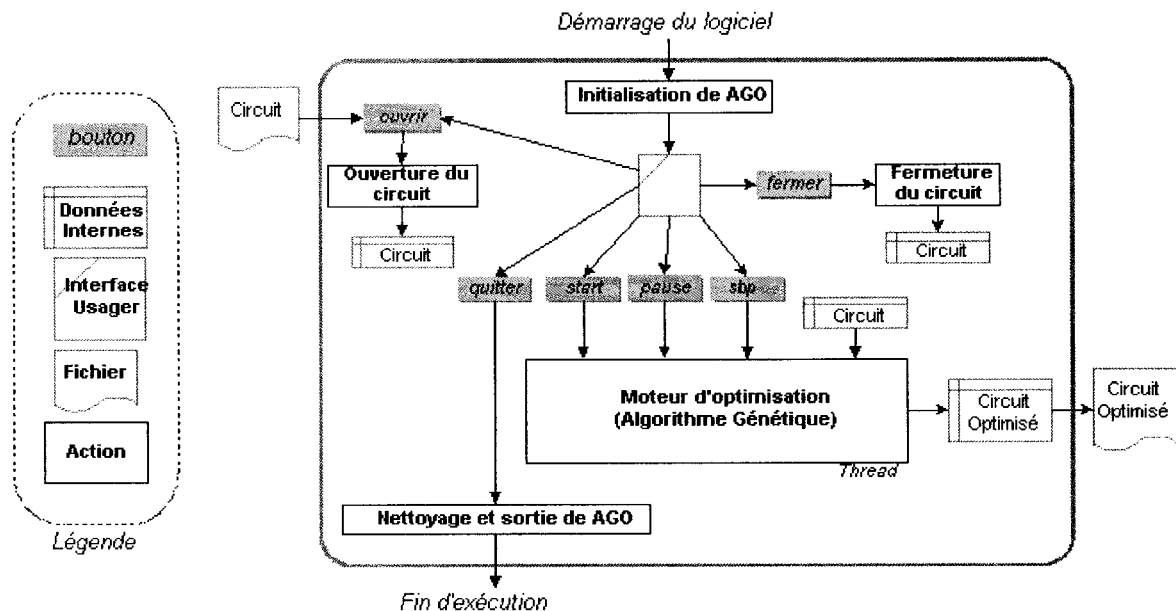 Démarrage du logiciel
Initialisation de AGO
Circuit
ouvrir
Ouverture du
circuit
Circuit
fermer
Fermeture
du circuit
Circuit
quitter
start
pause
Circuit
Moteur d'optimisation
(Algorithme Génétique)
Thread
Circuit
Optimisé
Circuit
Optimisé
Nettoyage et sortie de AGO
Fin d'exécution
bouton
Données
Internes
Interface
Usager
Fichier
Action
Légende